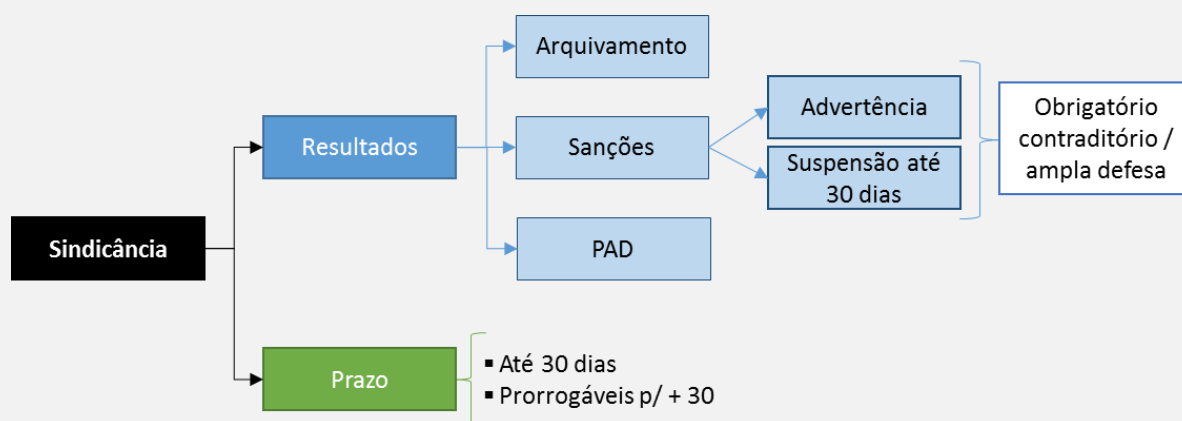 Sindicância
Resultados
Arquivamento
Sanções
Advertência
Suspensão até
30 dias
Obrigatório
contraditório /
ampla defesa
PAD
Prazo
▪ Até 30 dias
▪ Prorrogáveis p/ + 30